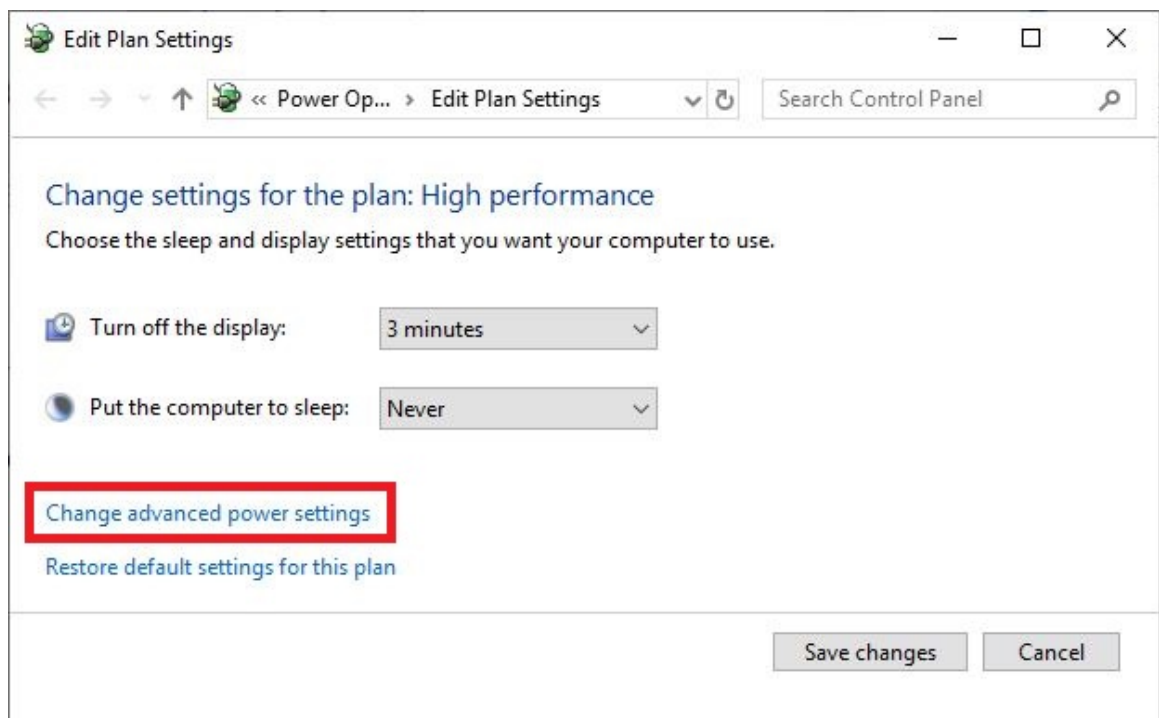 Edit Plan Settings
« Power Op... › Edit Plan Settings
Search Control Panel
Change settings for the plan: High performance
Choose the sleep and display settings that you want your computer to use.
Turn off the display: 3 minutes
Put the computer to sleep: Never
Change advanced power settings
Restore default settings for this plan
Save changes Cancel